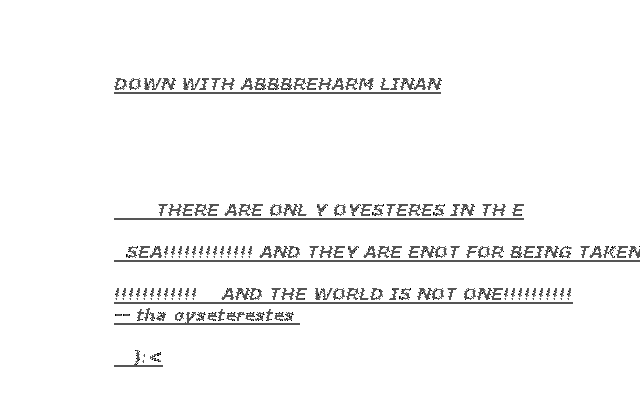 DOWN WITH ABBBREHARM LINAN
THERE ARE ONL Y OYESTERES IN TH E
SEA!!!!!!!!!!!!! AND THEY ARE ENOT FOR BEING TAKEN
!!!!!!!!!!!! AND THE WORLD IS NOT ONE!!!!!!!!!!
-- tha oyseterestes
}:<